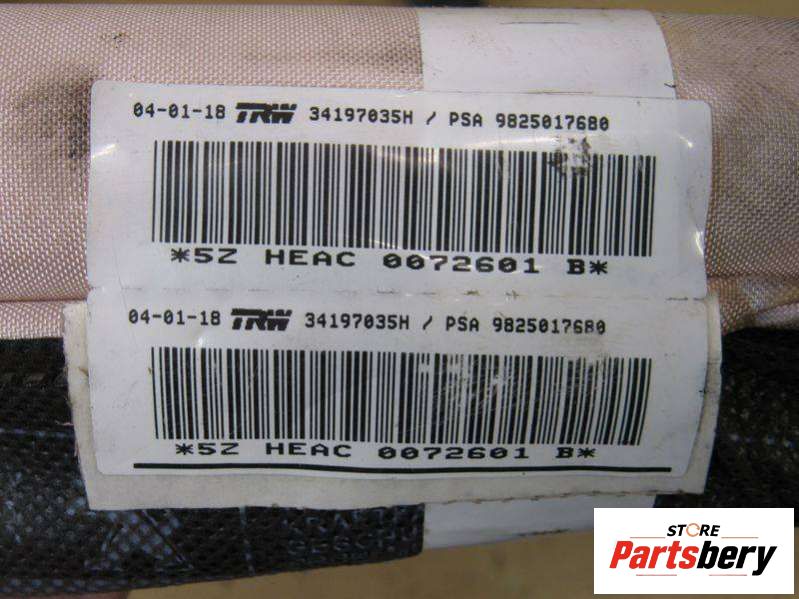 04-01-18 TRW 34197035H / PSA 9825017680
*5Z HEAC 0072601 B*
04-01-18 TRW 34197035H / PSA 9825017680
*5Z HEAC 0072601 B*
STORE
Partsbery